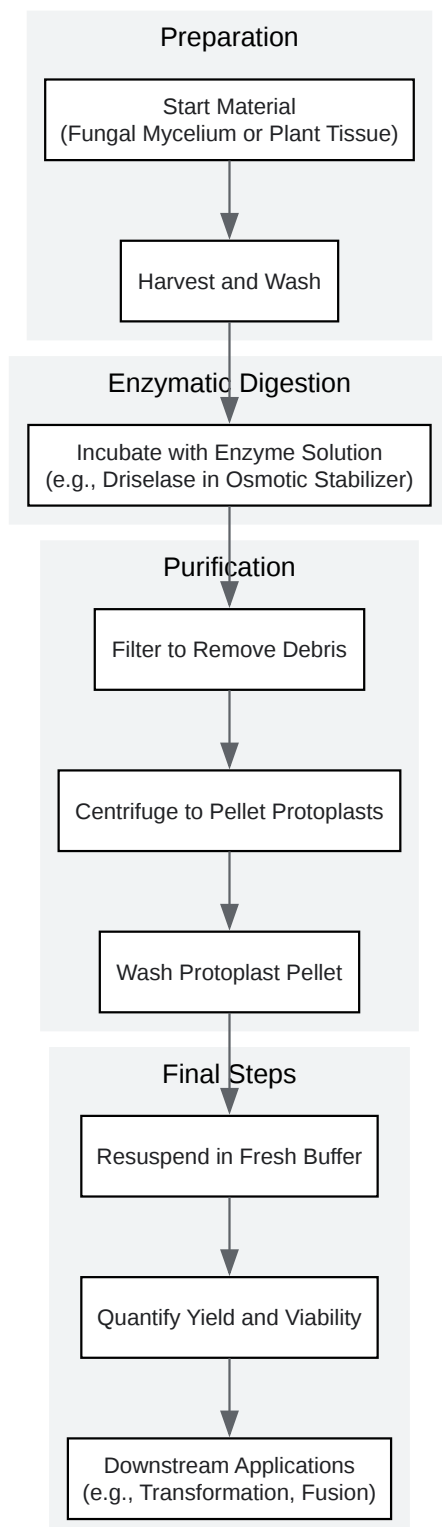 Preparation
Start Material
(Fungal Mycelium or Plant Tissue)
Harvest and Wash
Enzymatic Digestion
Incubate with Enzyme Solution
(e.g., Driselase in Osmotic Stabilizer)
Purification
Filter to Remove Debris
Centrifuge to Pellet Protoplasts
Wash Protoplast Pellet
Final Steps
Resuspend in Fresh Buffer
Quantify Yield and Viability
Downstream Applications
(e.g., Transformation, Fusion)